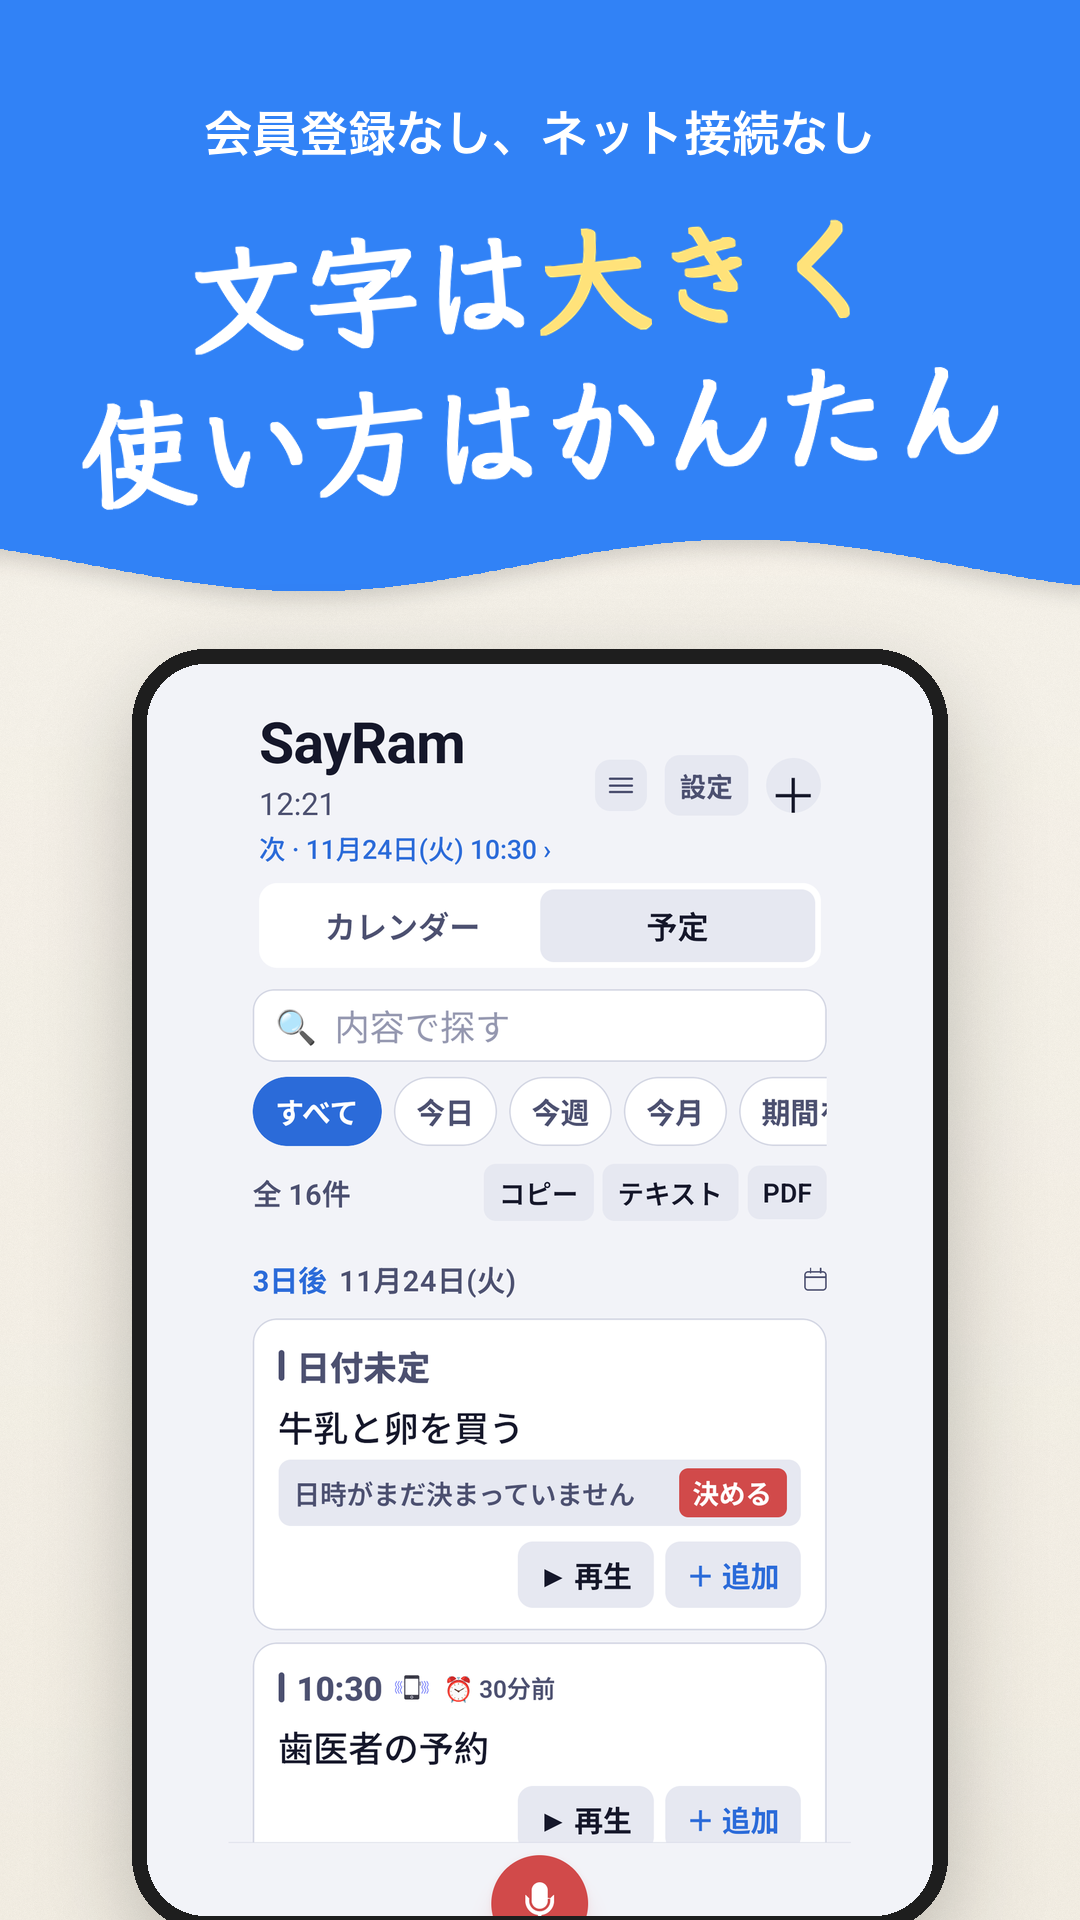 会員登録なし、ネット接続なし
文字は大きく
使い方はかんたん
SayRam
12:21
設定
次 · 11月24日(火) 10:30 ›
カレンダー 予定
内容で探す
すべて 今日 今週 今月 期間
全 16件 コピー テキスト PDF
3日後 11月24日(火)
日付未定
牛乳と卵を買う
日時がまだ決まっていません 決める
▶ 再生 ＋ 追加
10:30 30分前
歯医者の予約
▶ 再生 ＋ 追加